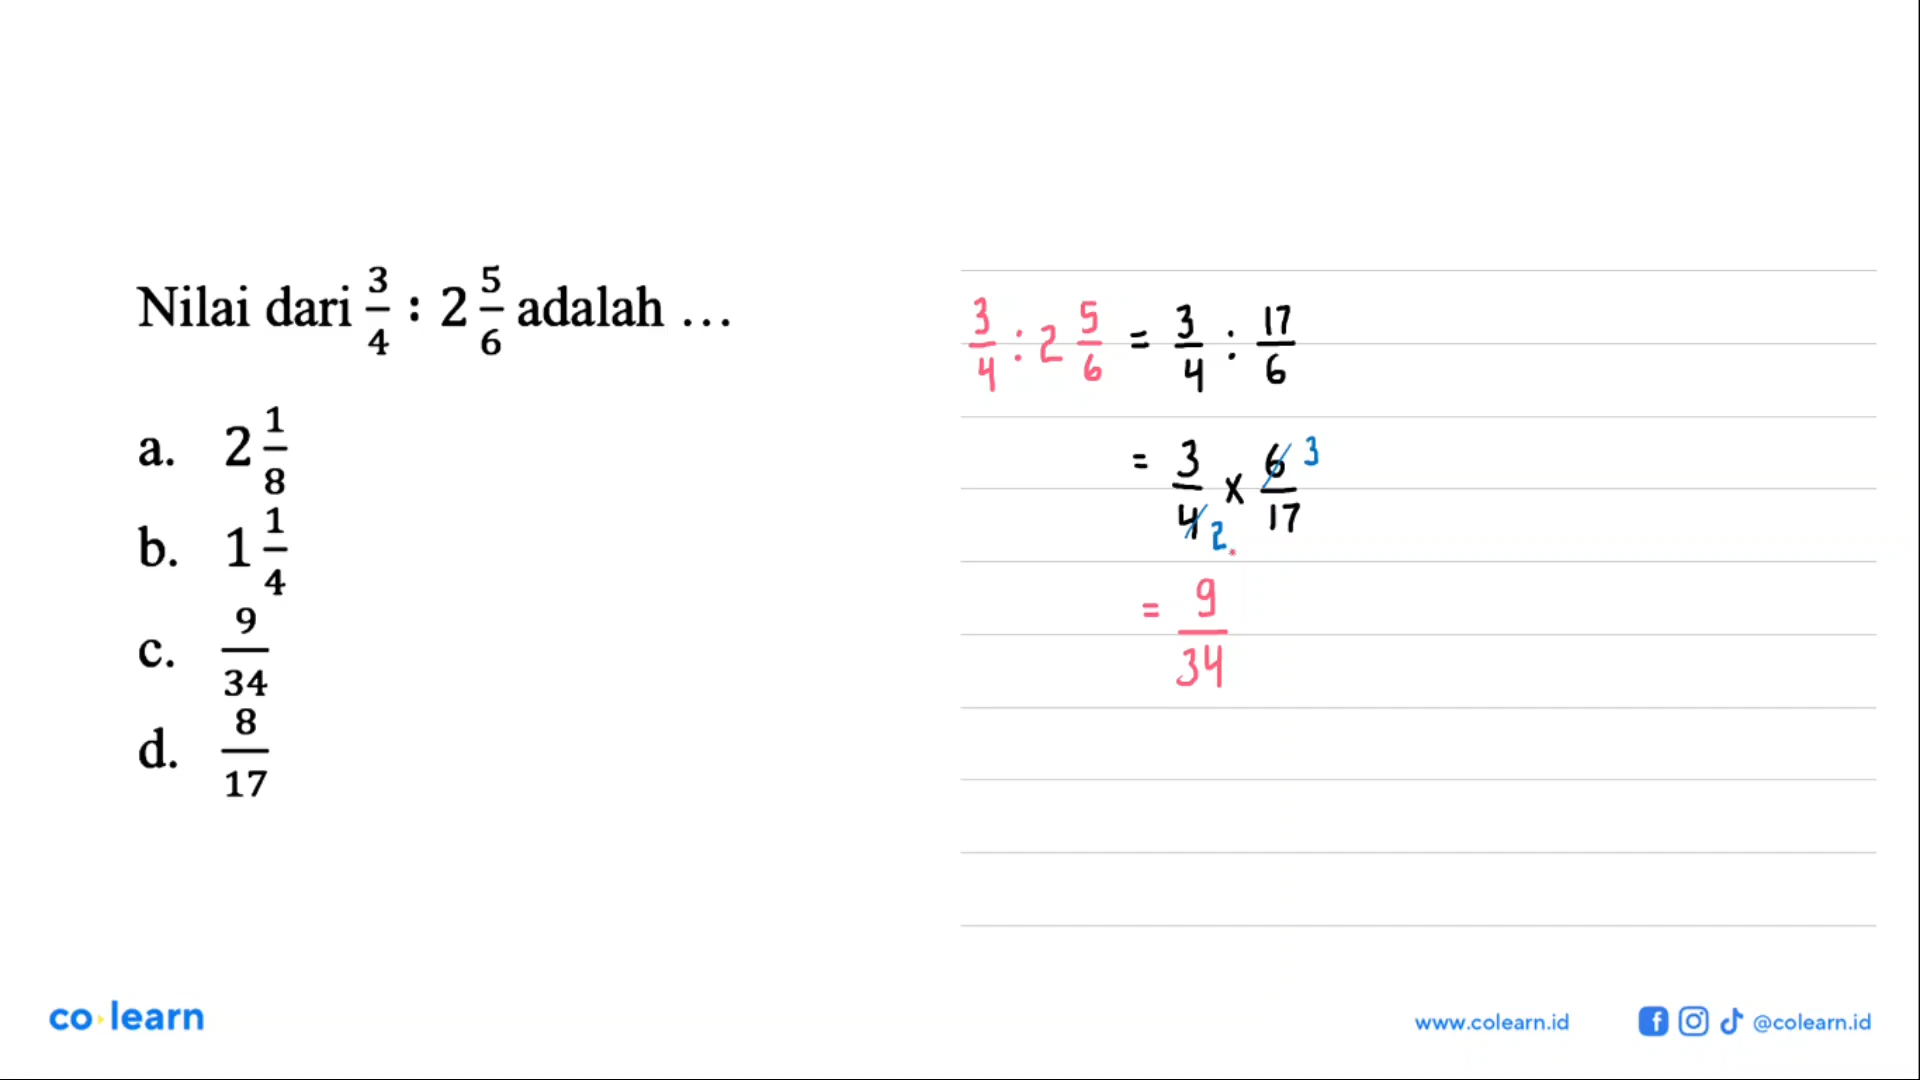 Nilai dari 3/4 : 2 5/6 adalah ...
a. 2 1/8
b. 1 1/4
c. 9/34
d. 8/17
3/4 : 2 5/6 = 3/4 : 17/6
= 3/4 x 6/17 3 2
= 9/34
co learn
www.colearn.id
@colearn.id